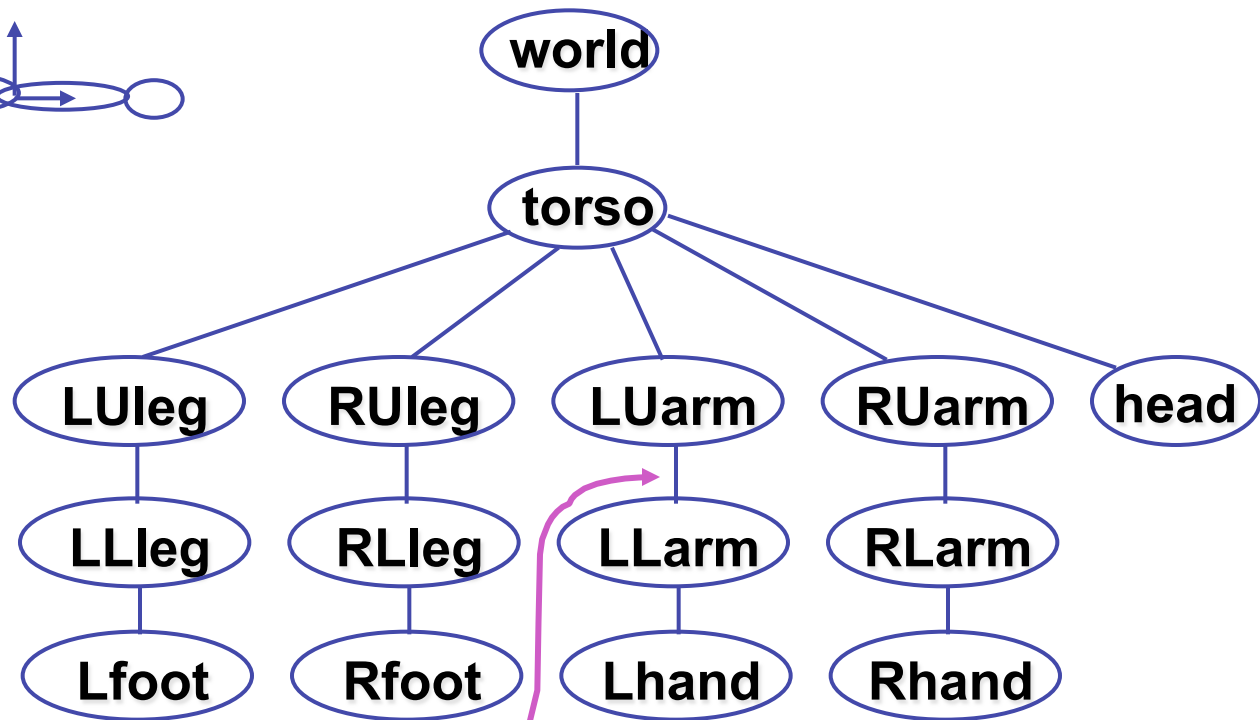 world
torso
LUleg RUleg LUarm RUarm head
LLleg RLleg LLarm RLarm
Lfoot Rfoot Lhand Rhand